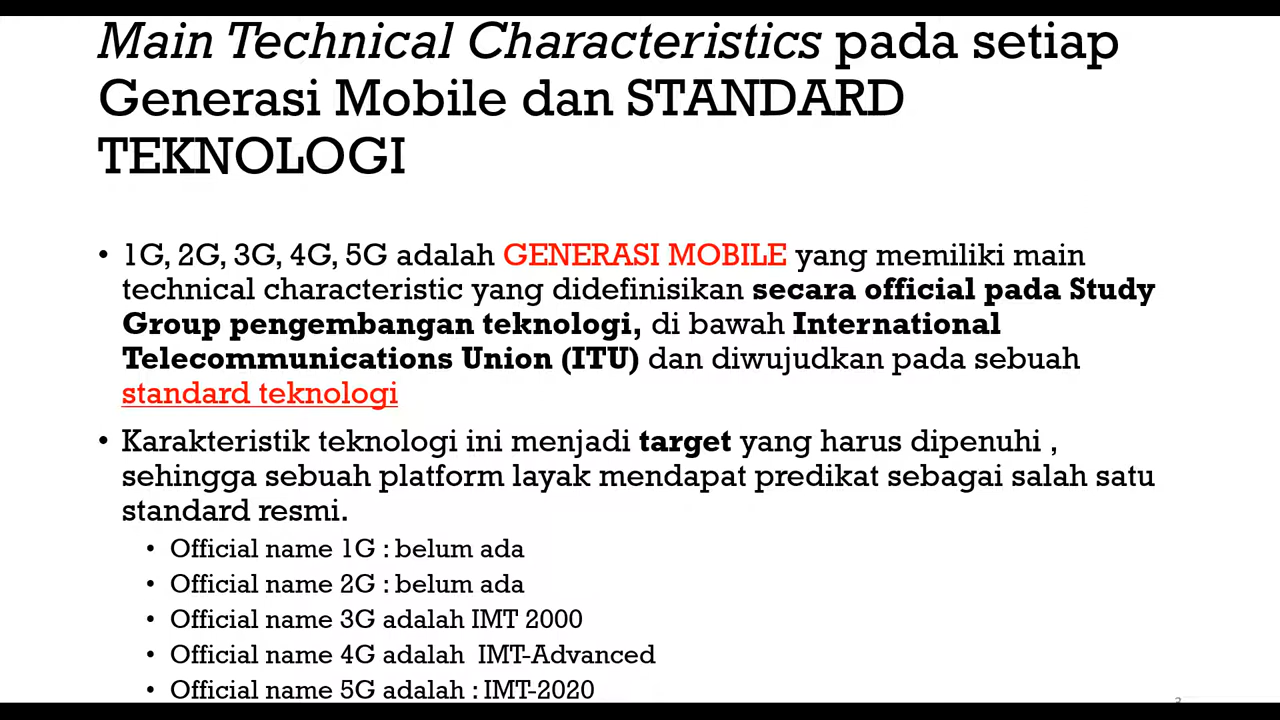 Main Technical Characteristics pada setiap
Generasi Mobile dan STANDARD
TEKNOLOGI
• 1G, 2G, 3G, 4G, 5G adalah GENERASI MOBILE yang memiliki main
technical characteristic yang didefinisikan secara official pada Study
Group pengembangan teknologi, di bawah International
Telecommunications Union (ITU) dan diwujudkan pada sebuah
standard teknologi
• Karakteristik teknologi ini menjadi target yang harus dipenuhi ,
sehingga sebuah platform layak mendapat predikat sebagai salah satu
standard resmi.
• Official name 1G : belum ada
• Official name 2G : belum ada
• Official name 3G adalah IMT 2000
• Official name 4G adalah IMT-Advanced
• Official name 5G adalah : IMT-2020